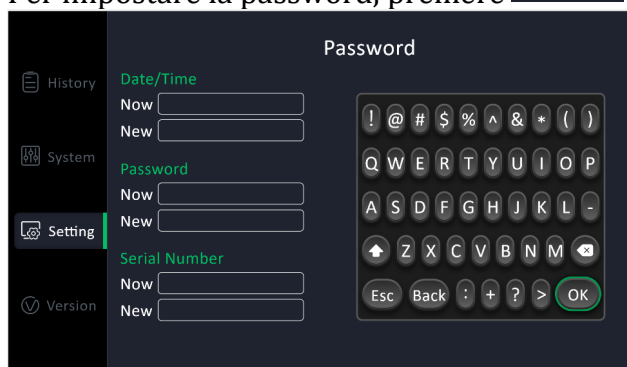 Per impostare la password, premere
Password
History
System
Setting
Version
Date/Time
Now
New
Password
Now
New
Serial Number
Now
New
! @ # $ % ^ & * ( )
Q W E R T Y U I O P
A S D F G H J K L -
Z X C V B N M
Esc Back : + ? > OK